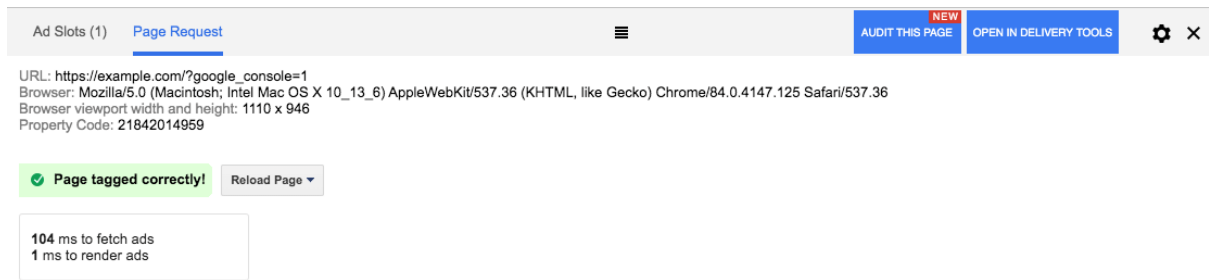 Ad Slots (1) Page Request
NEW
AUDIT THIS PAGE OPEN IN DELIVERY TOOLS
URL: https://example.com/?google_console=1
Browser: Mozilla/5.0 (Macintosh; Intel Mac OS X 10_13_6) AppleWebKit/537.36 (KHTML, like Gecko) Chrome/84.0.4147.125 Safari/537.36
Browser viewport width and height: 1110 x 946
Property Code: 21842014959
Page tagged correctly! Reload Page
104 ms to fetch ads
1 ms to render ads